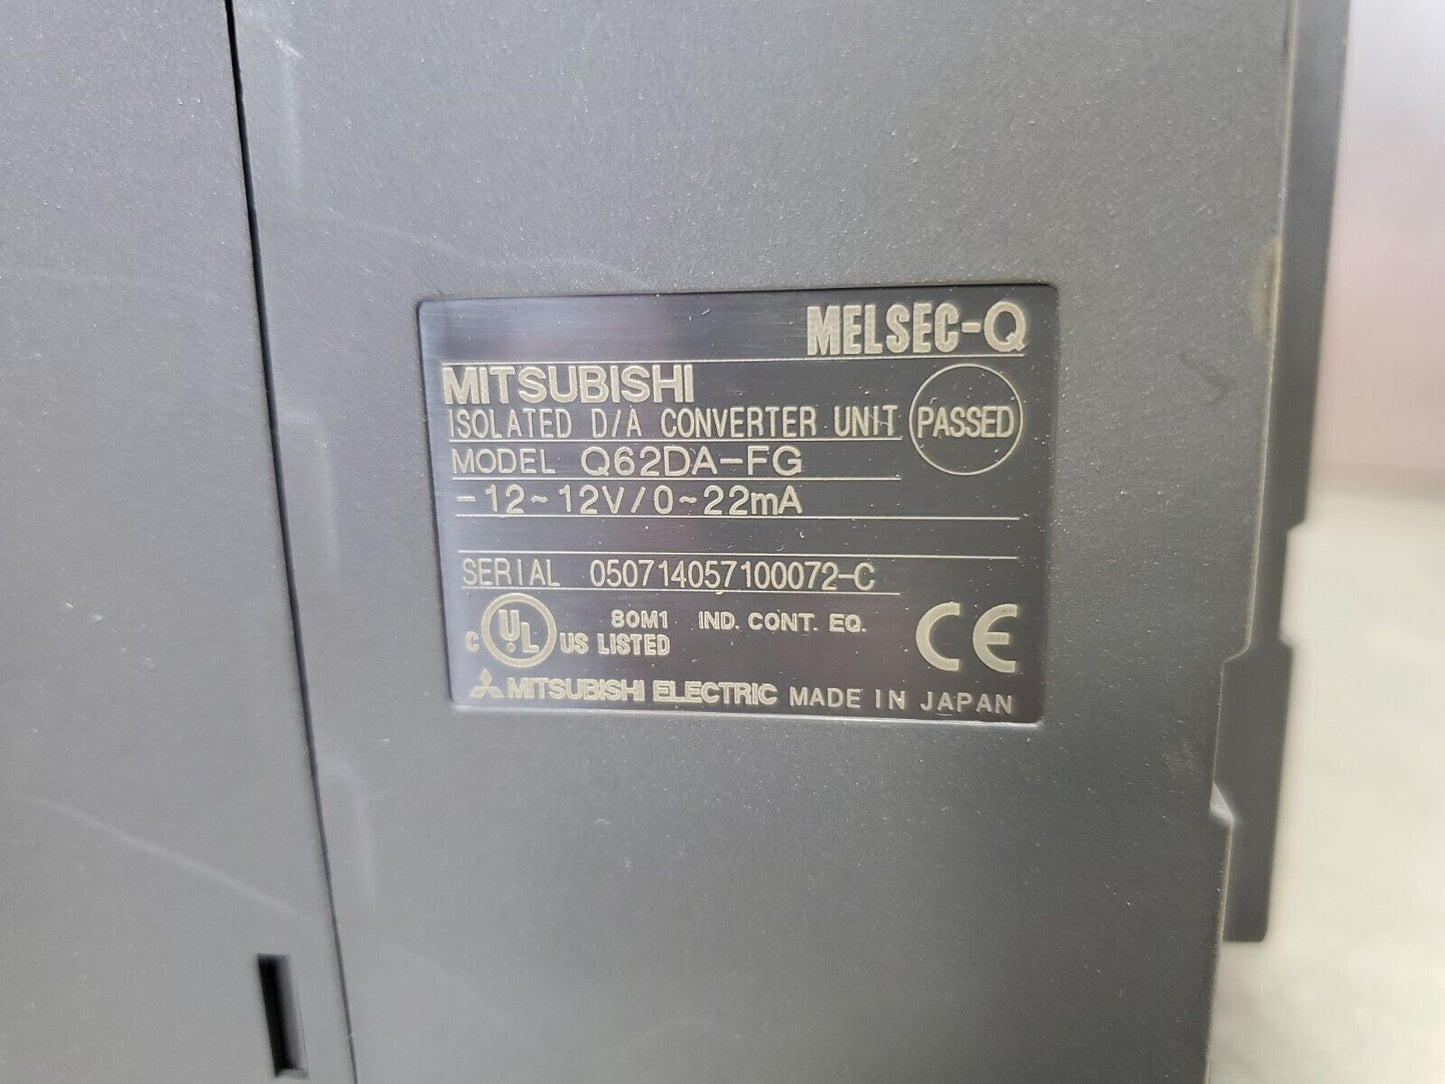 MELSEC-Q
MITSUBISHI
ISOLATED D/A CONVERTER UNIT
PASSED
MODEL Q62DA-FG
-12~12V/0~22mA
SERIAL 050714057100072-C
C UL US LISTED
80M1 IND. CONT. EQ.
CE
MITSUBISHI ELECTRIC MADE IN JAPAN